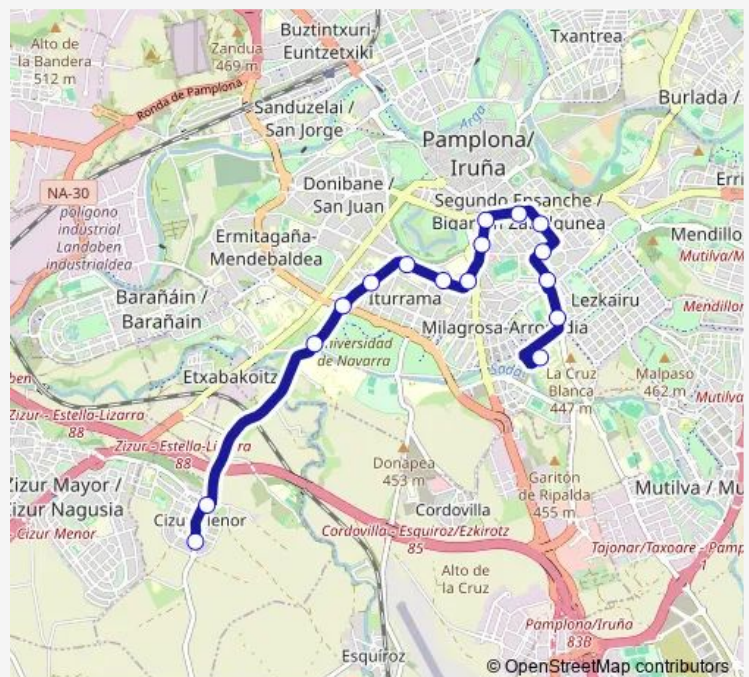 Alto de
la Bandera
512 m
Zandua
469 m
Buztintxuri-
Euntzetxiki
Txantrea
Ronda de Pamplona
Sanduzelai /
San Jorge
Arga
Burlada /
Pamplona/
Iruña
NA-30
Donibane /
San Juan
Segundo Ensanche /
Erri
polígono
industrial
Landaben
industrialdea
Ermitagaña-
Mendebaldea
Mendillo
Mutilva/M
Barañáin /
Barañain
Iturrama
Lezkairu
Mendillor
Milagrosa-
de Navarra
Etxabakoitz
Sadar
La Cruz
Blanca
447 m
Malpaso
462 m
Mutilva
Zizur - Estella-Lizarra
88
Zizur - Estella-Li
88
Donapea
453 m
Garitón
de Ripalda
455 m
Zizur Mayor /
Zizur Nagusia
Mutilva / Mu
Cizur Menor
Cordovilla
Cordovilla - Esquiroz/Ezkirotz
85
Tajonar/Taxoare - Pamp
Alto de
la Cruz
Pamplona/Iruña
83B
Esquíroz
© OpenStreetMap contributors